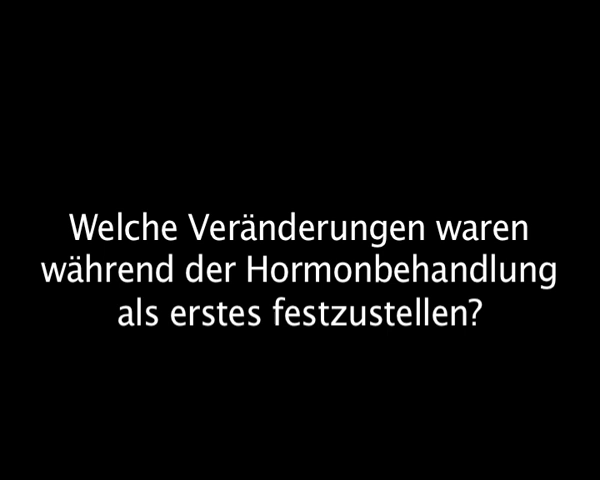 Welche Veränderungen waren
während der Hormonbehandlung
als erstes festzustellen?